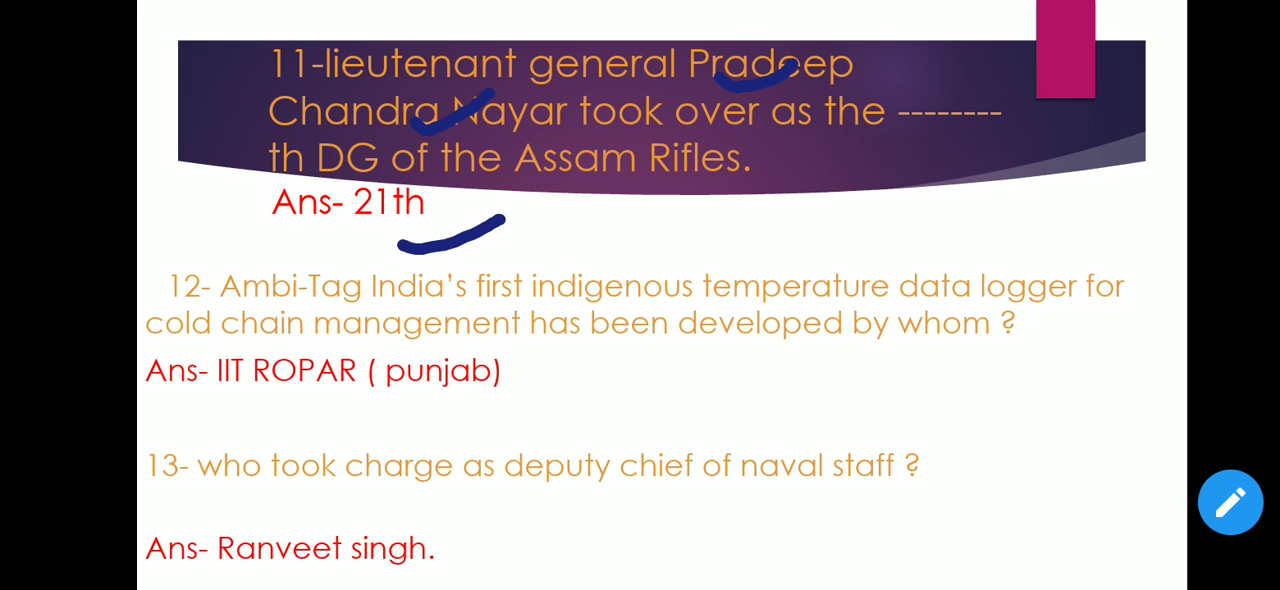 11-lieutenant general Pradeep
Chandra Nayar took over as the --------
th DG of the Assam Rifles.
Ans- 21th
12- Ambi-Tag India’s first indigenous temperature data logger for
cold chain management has been developed by whom ?
Ans- IIT ROPAR ( punjab)
13- who took charge as deputy chief of naval staff ?
Ans- Ranveet singh.